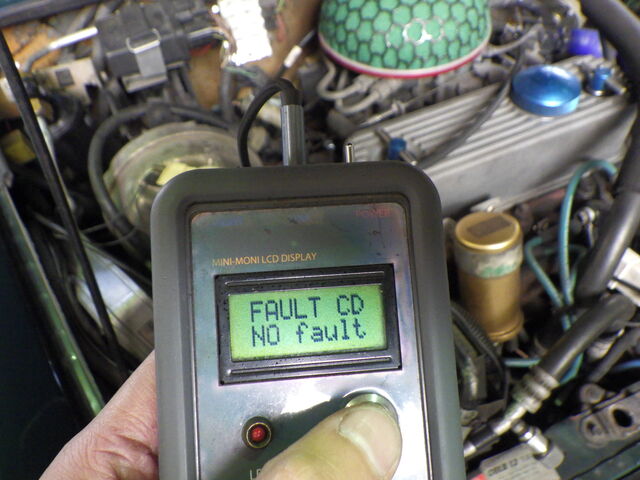 POWER
MINI-MONI LCD DISPLAY
FAULT CD
NO fault